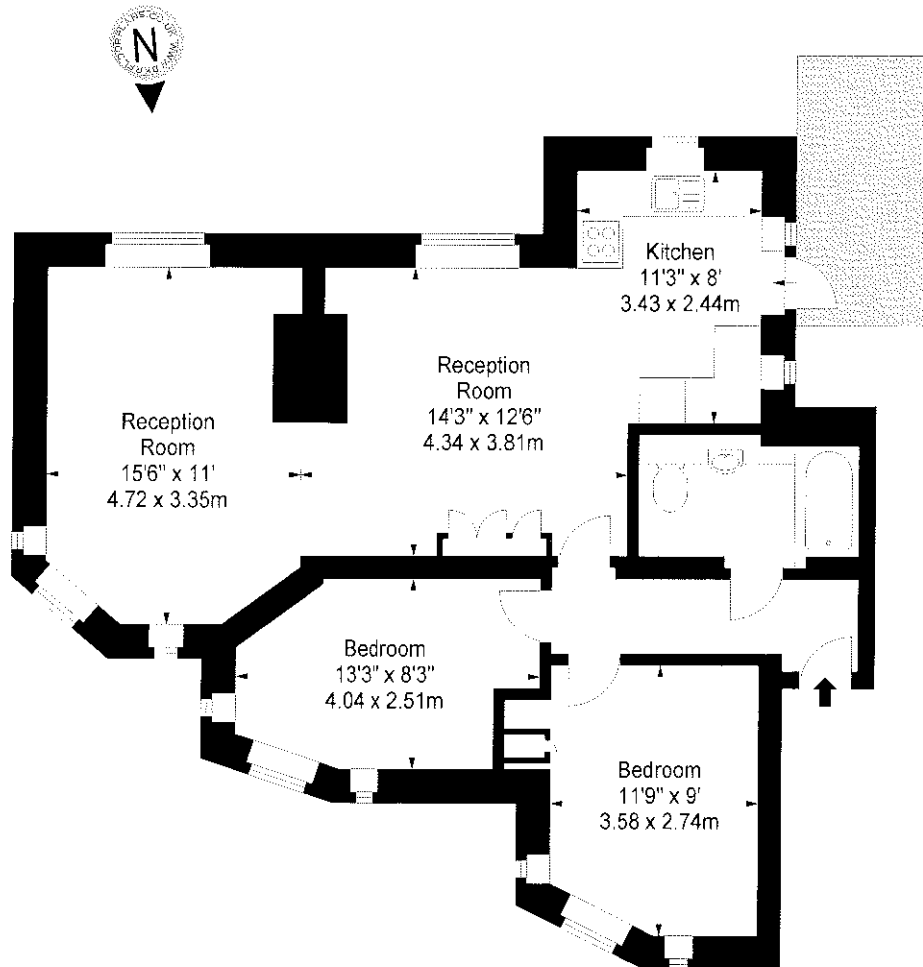 N
Kitchen
11'3" x 8'
3.43 x 2.44m
Reception
Room
14'3" x 12'6"
4.34 x 3.81m
Reception
Room
15'6" x 11'
4.72 x 3.35m
Bedroom
13'3" x 8'3"
4.04 x 2.51m
Bedroom
11'9" x 9'
3.58 x 2.74m